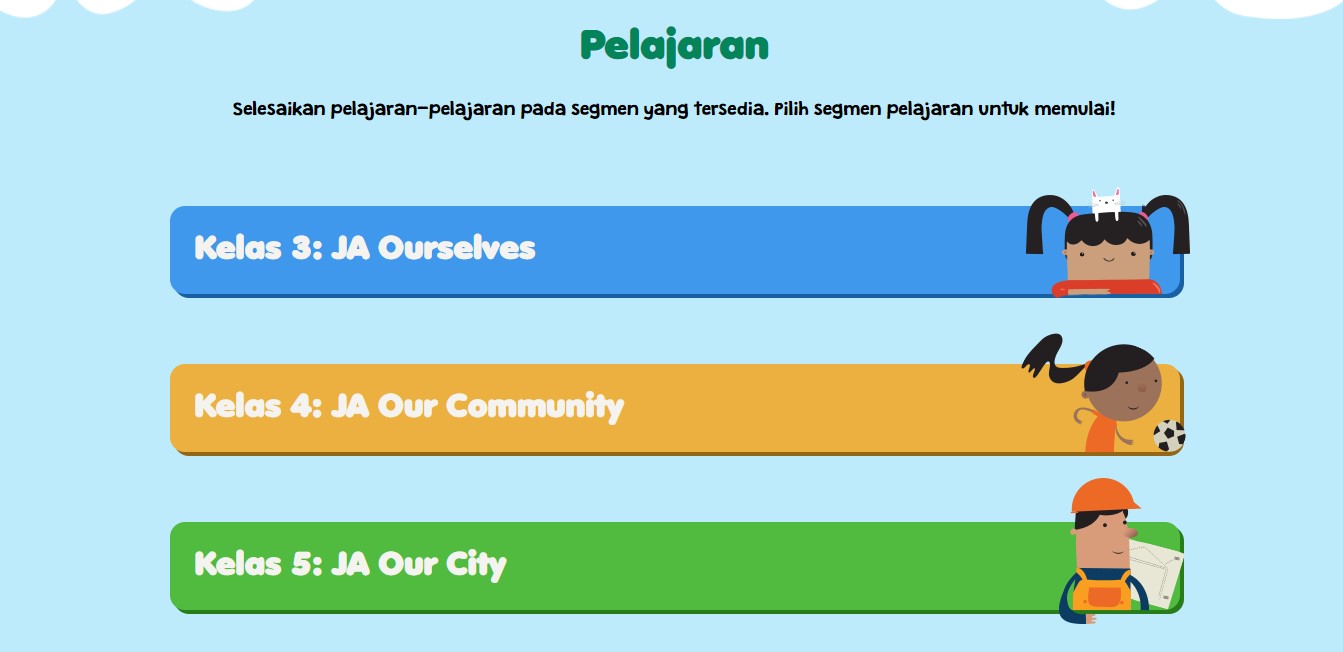 Pelajaran
Selesaikan pelajaran-pelajaran pada segmen yang tersedia. Pilih segmen pelajaran untuk memulai!
Kelas 3: JA Ourselves
Kelas 4: JA Our Community
Kelas 5: JA Our City